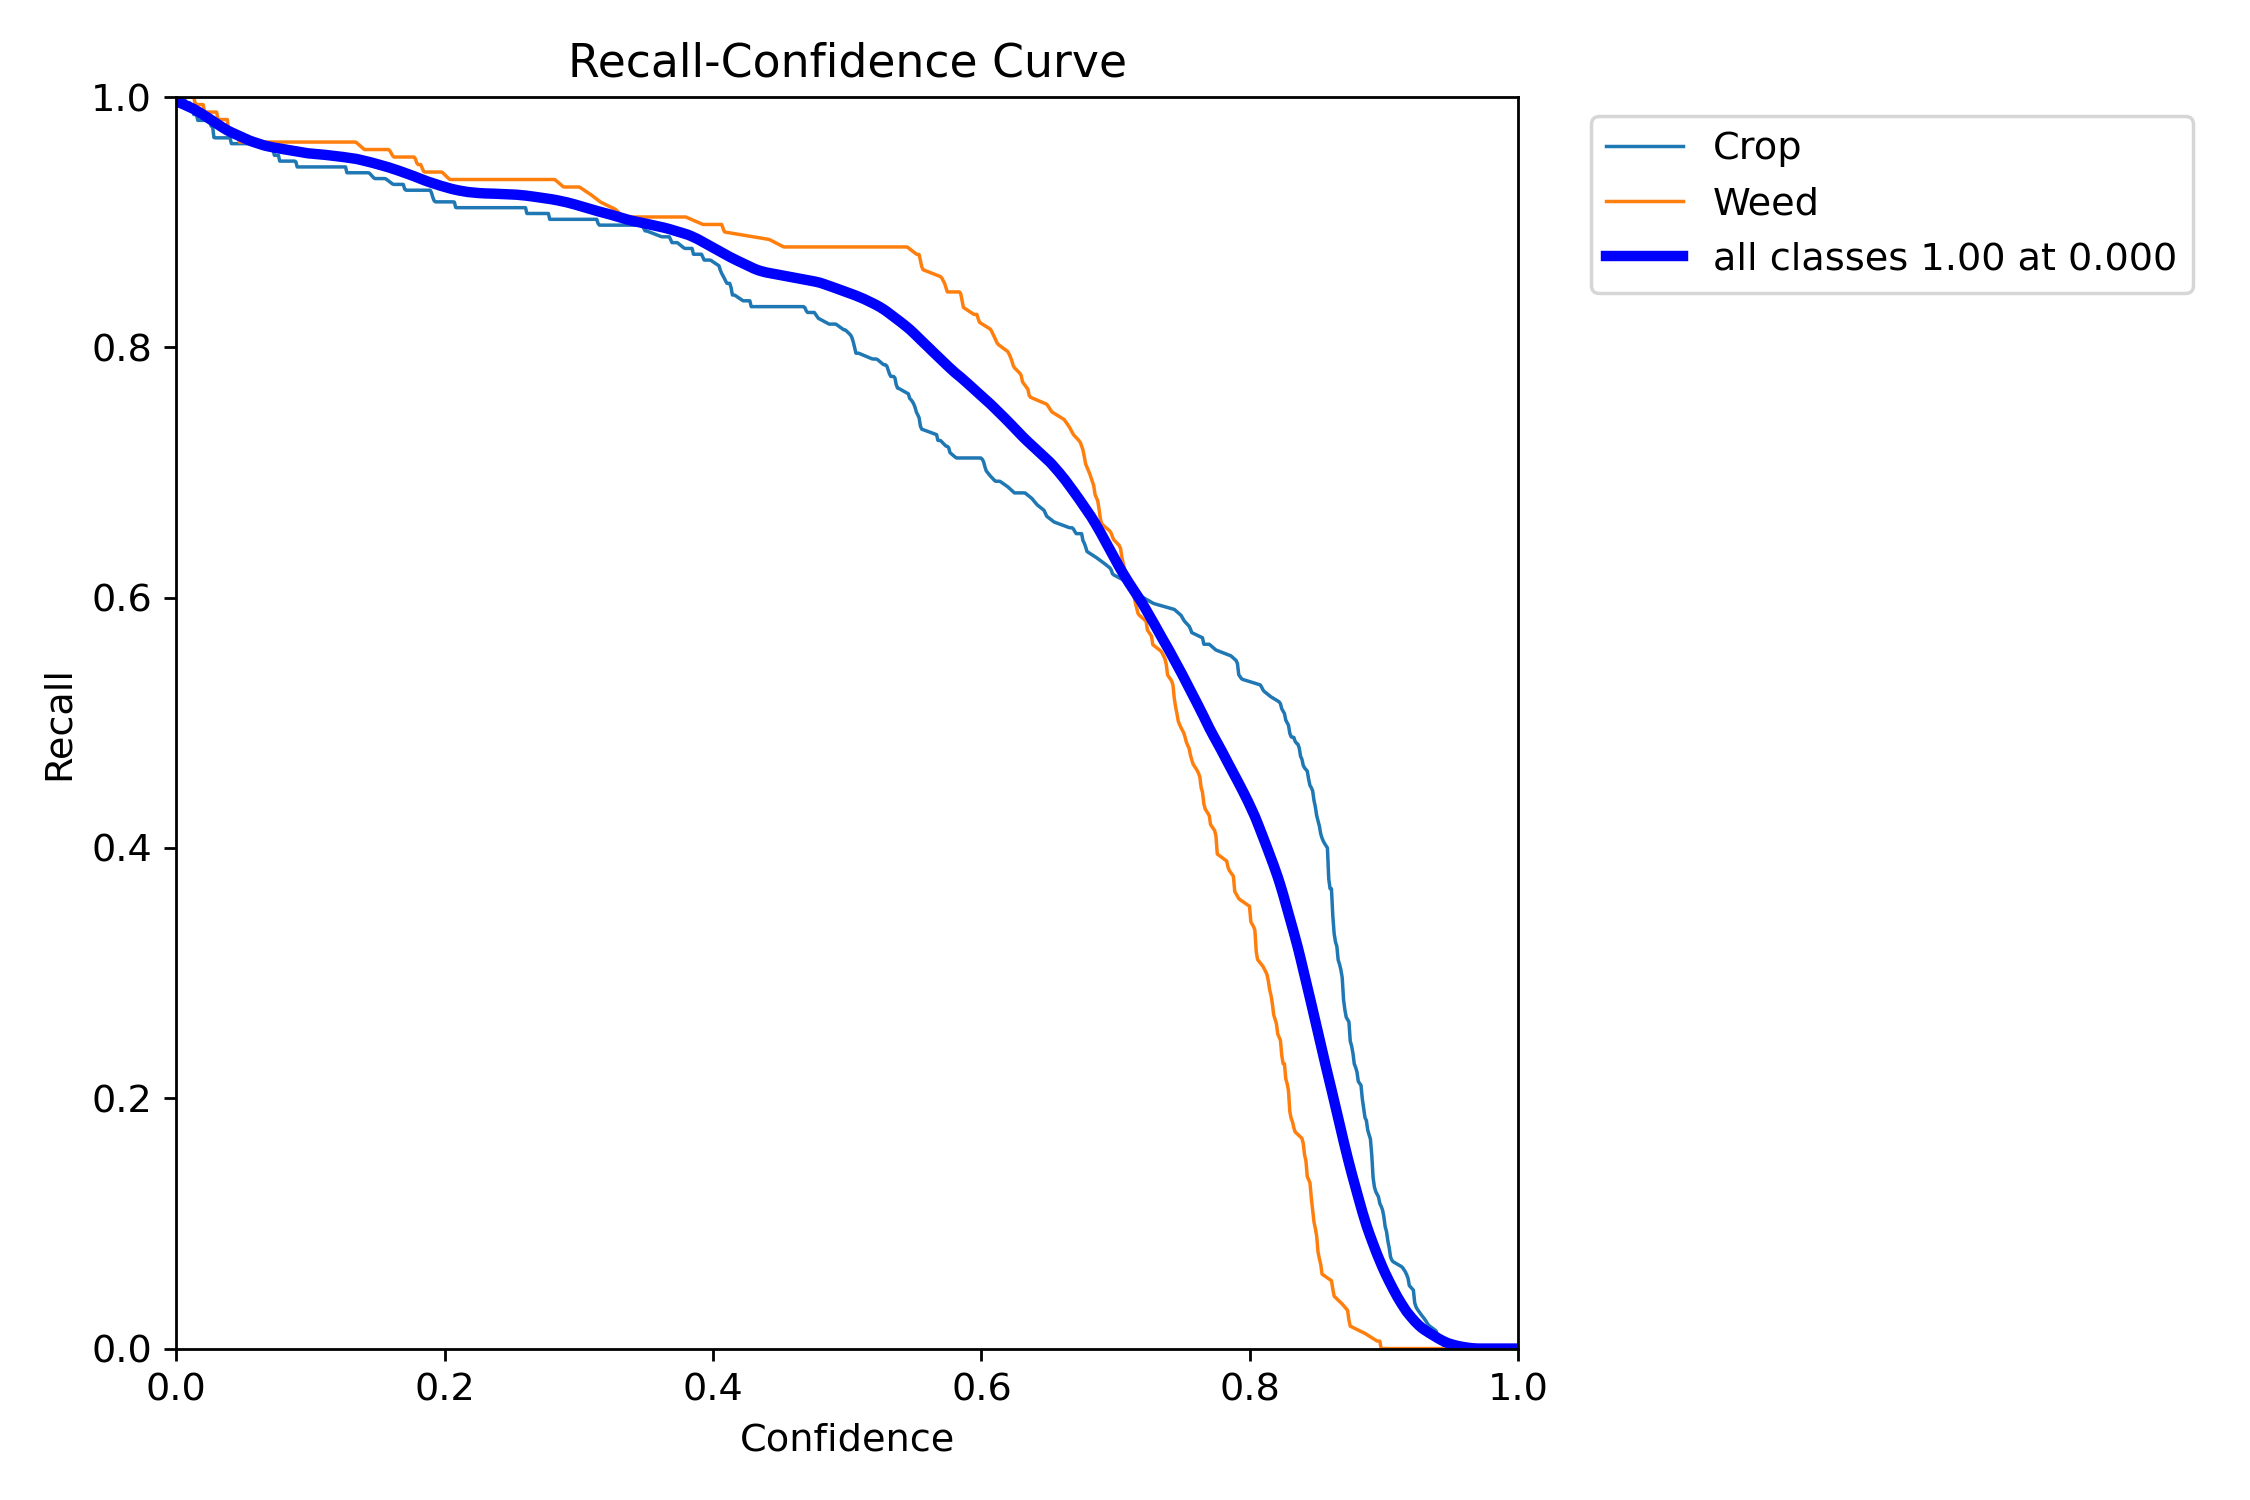 Recall-Confidence Curve
1.0
0.8
0.6
0.4
0.2
0.0
Recall
0.0 0.2 0.4 0.6 0.8 1.0
Confidence
Crop
Weed
all classes 1.00 at 0.000